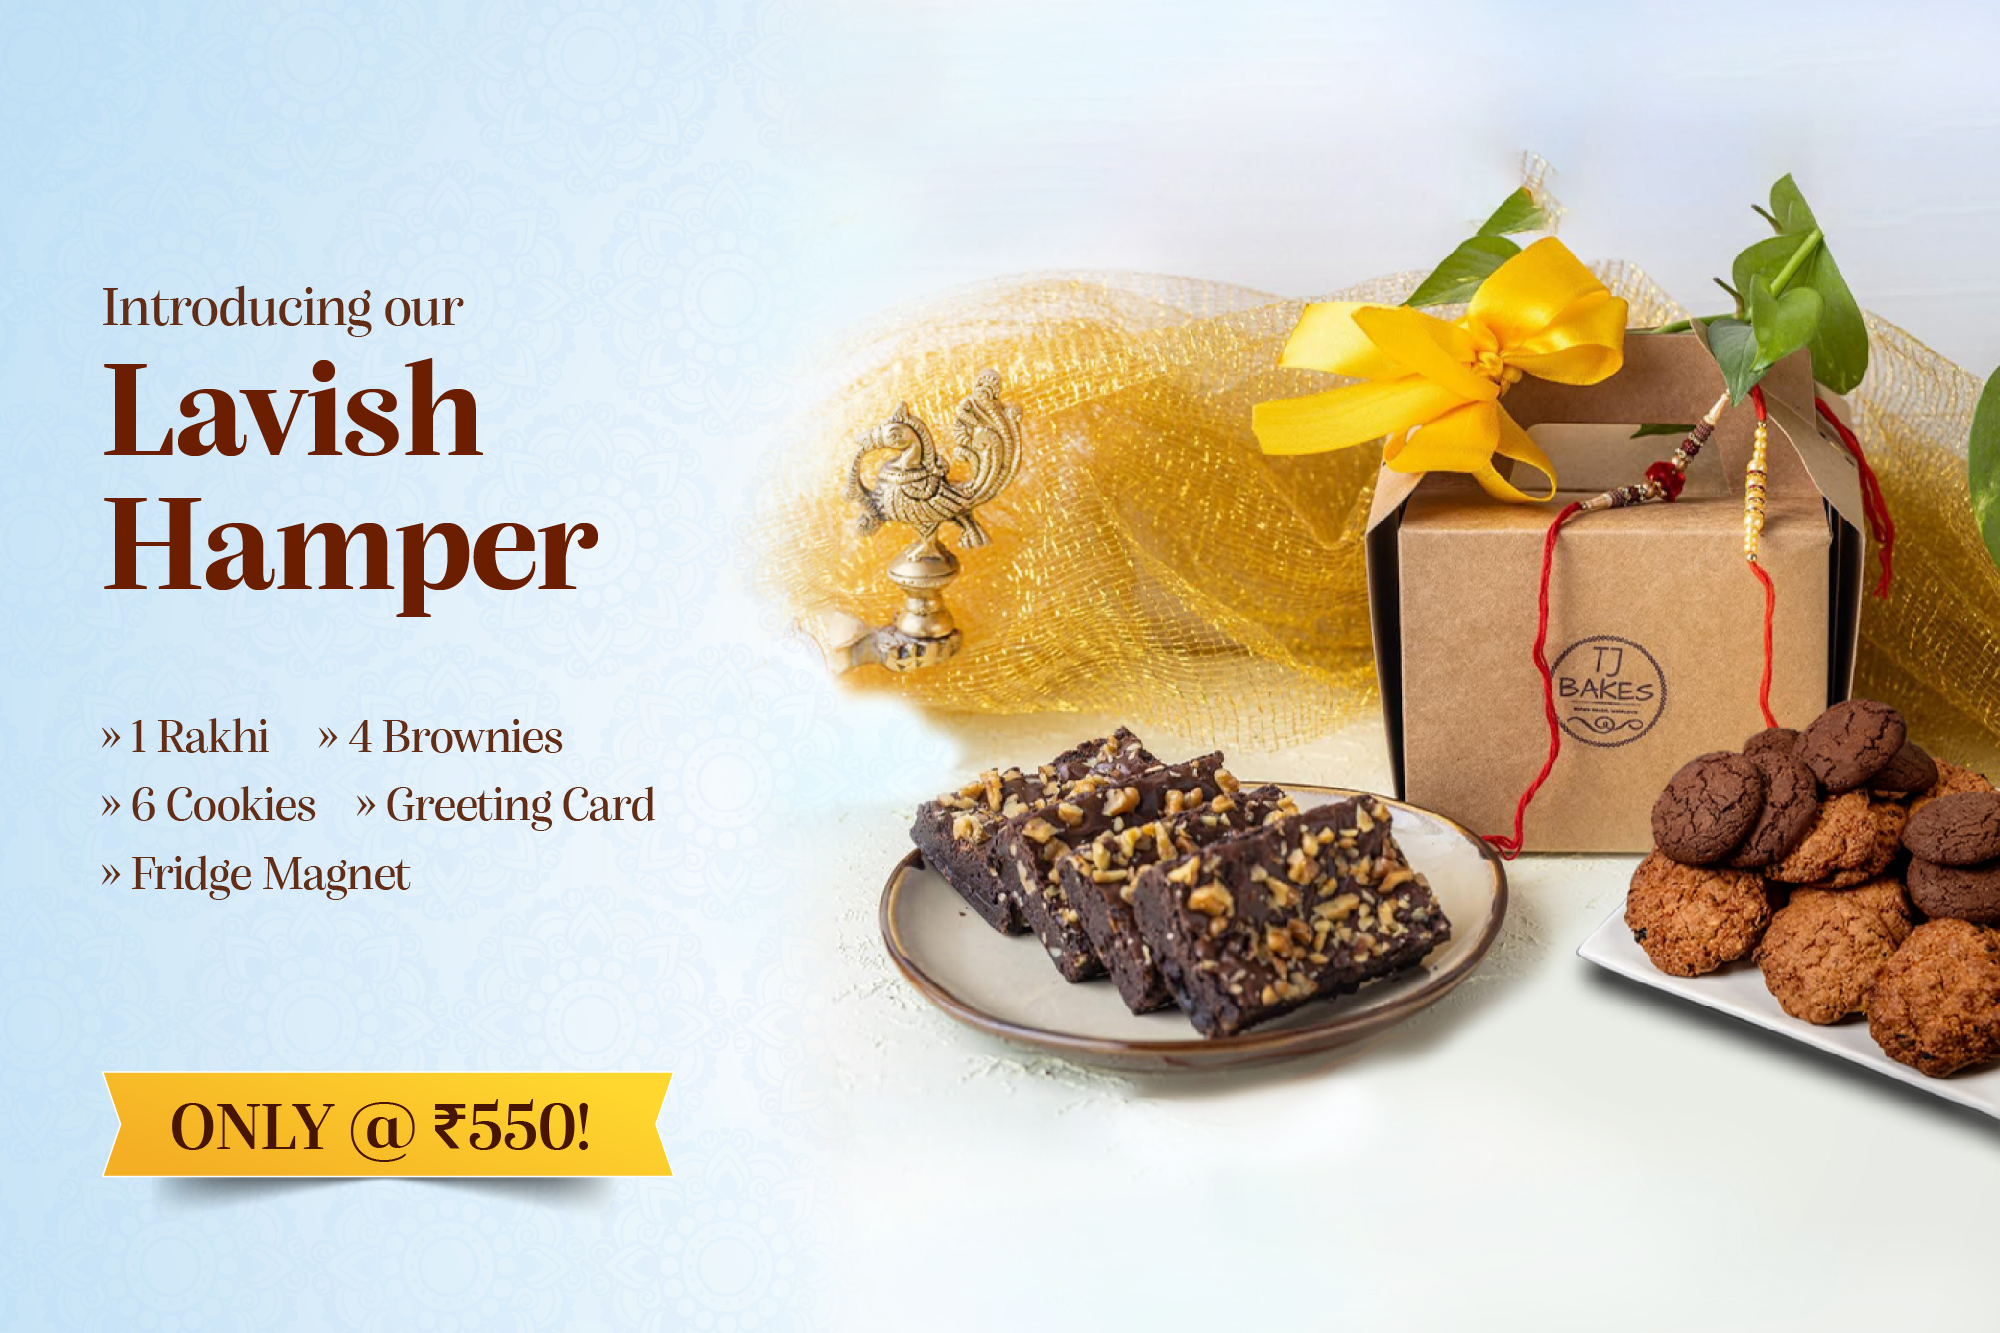 Introducing our
Lavish
Hamper
» 1 Rakhi » 4 Brownies
» 6 Cookies » Greeting Card
» Fridge Magnet
ONLY @ ₹550!
TJ
BAKES